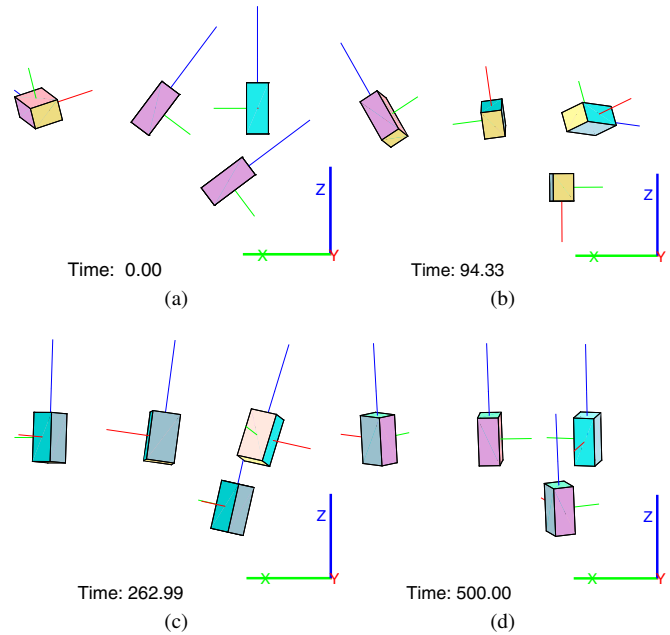 Z
X Y
Time: 0.00
(a)
Z
X Y
Time: 94.33
(b)
Z
X Y
Time: 262.99
(c)
Z
X Y
Time: 500.00
(d)